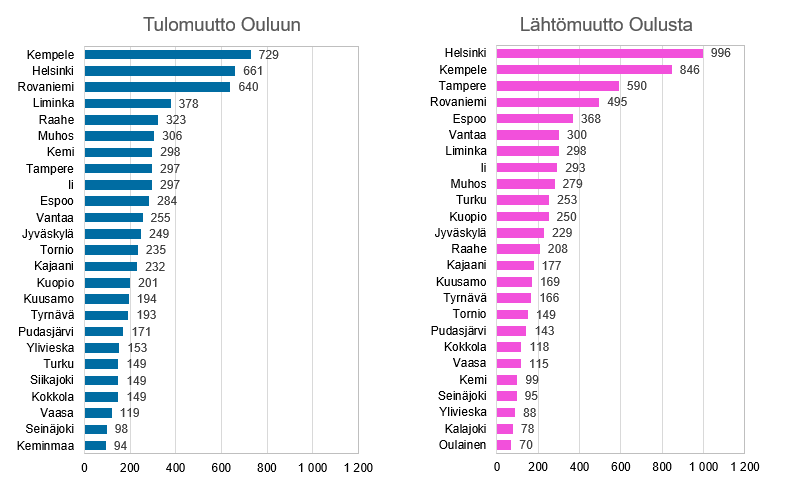 Tulomuutto Ouluun
Kempele 729
Helsinki 661
Rovaniemi 640
Liminka 378
Raahe 323
Muhos 306
Kemi 298
Tampere 297
Ii 297
Espoo 284
Vantaa 255
Jyväskylä 249
Tornio 235
Kajaani 232
Kuopio 201
Kuusamo 194
Tyrnävä 193
Pudasjärvi 171
Ylivieska 153
Turku 149
Siikajoki 149
Kokkola 149
Vaasa 119
Seinäjoki 98
Keminmaa 94
0 200 400 600 800 1 000 1 200
Lähtömuutto Oulusta
Helsinki 996
Kempele 846
Tampere 590
Rovaniemi 495
Espoo 368
Vantaa 300
Liminka 298
Ii 293
Muhos 279
Turku 253
Kuopio 250
Jyväskylä 229
Raahe 208
Kajaani 177
Kuusamo 169
Tyrnävä 166
Tornio 149
Pudasjärvi 143
Kokkola 118
Vaasa 115
Kemi 99
Seinäjoki 95
Ylivieska 88
Kalajoki 78
Oulainen 70
0 200 400 600 800 1 000 1 200